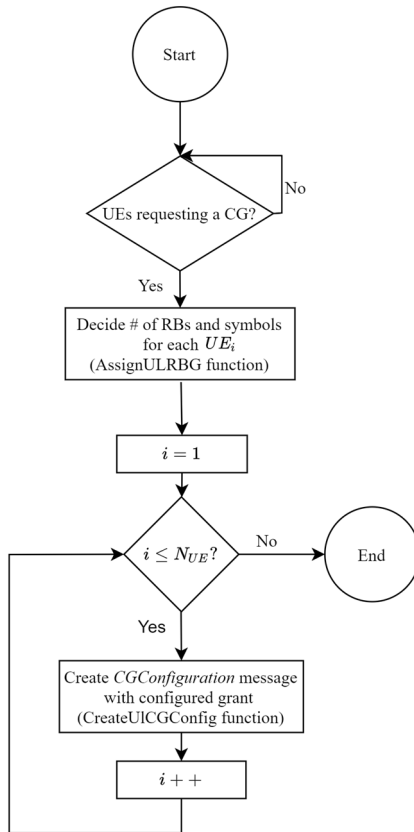 Start
UEs requesting a CG?
No
Yes
Decide # of RBs and symbols
for each UE_i
(AssignULRBG function)
i = 1
i ≤ N_UE?
No
End
Yes
Create CGConfiguration message
with configured grant
(CreateUlCGConfig function)
i + +